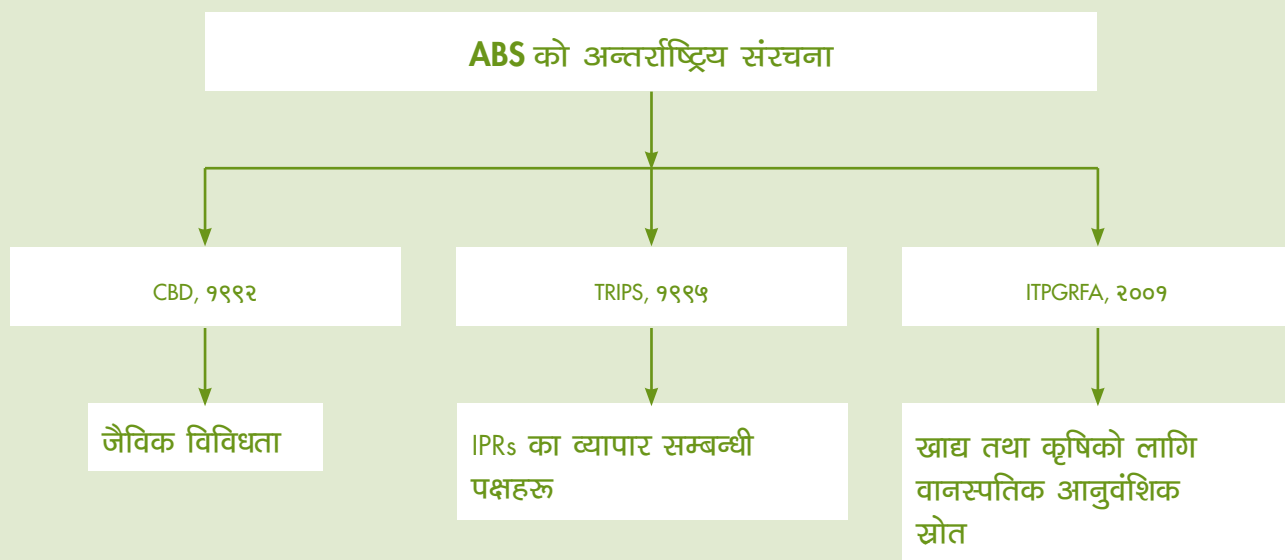 ABS को अन्तर्राष्ट्रिय संरचना
CBD, १९९२
TRIPS, १९९५
ITPGRFA, २००१
जैविक विविधता
IPRs का व्यापार सम्बन्धी
पक्षहरू
खाद्य तथा कृषिको लागि
वानस्पतिक आनुवंशिक
स्रोत